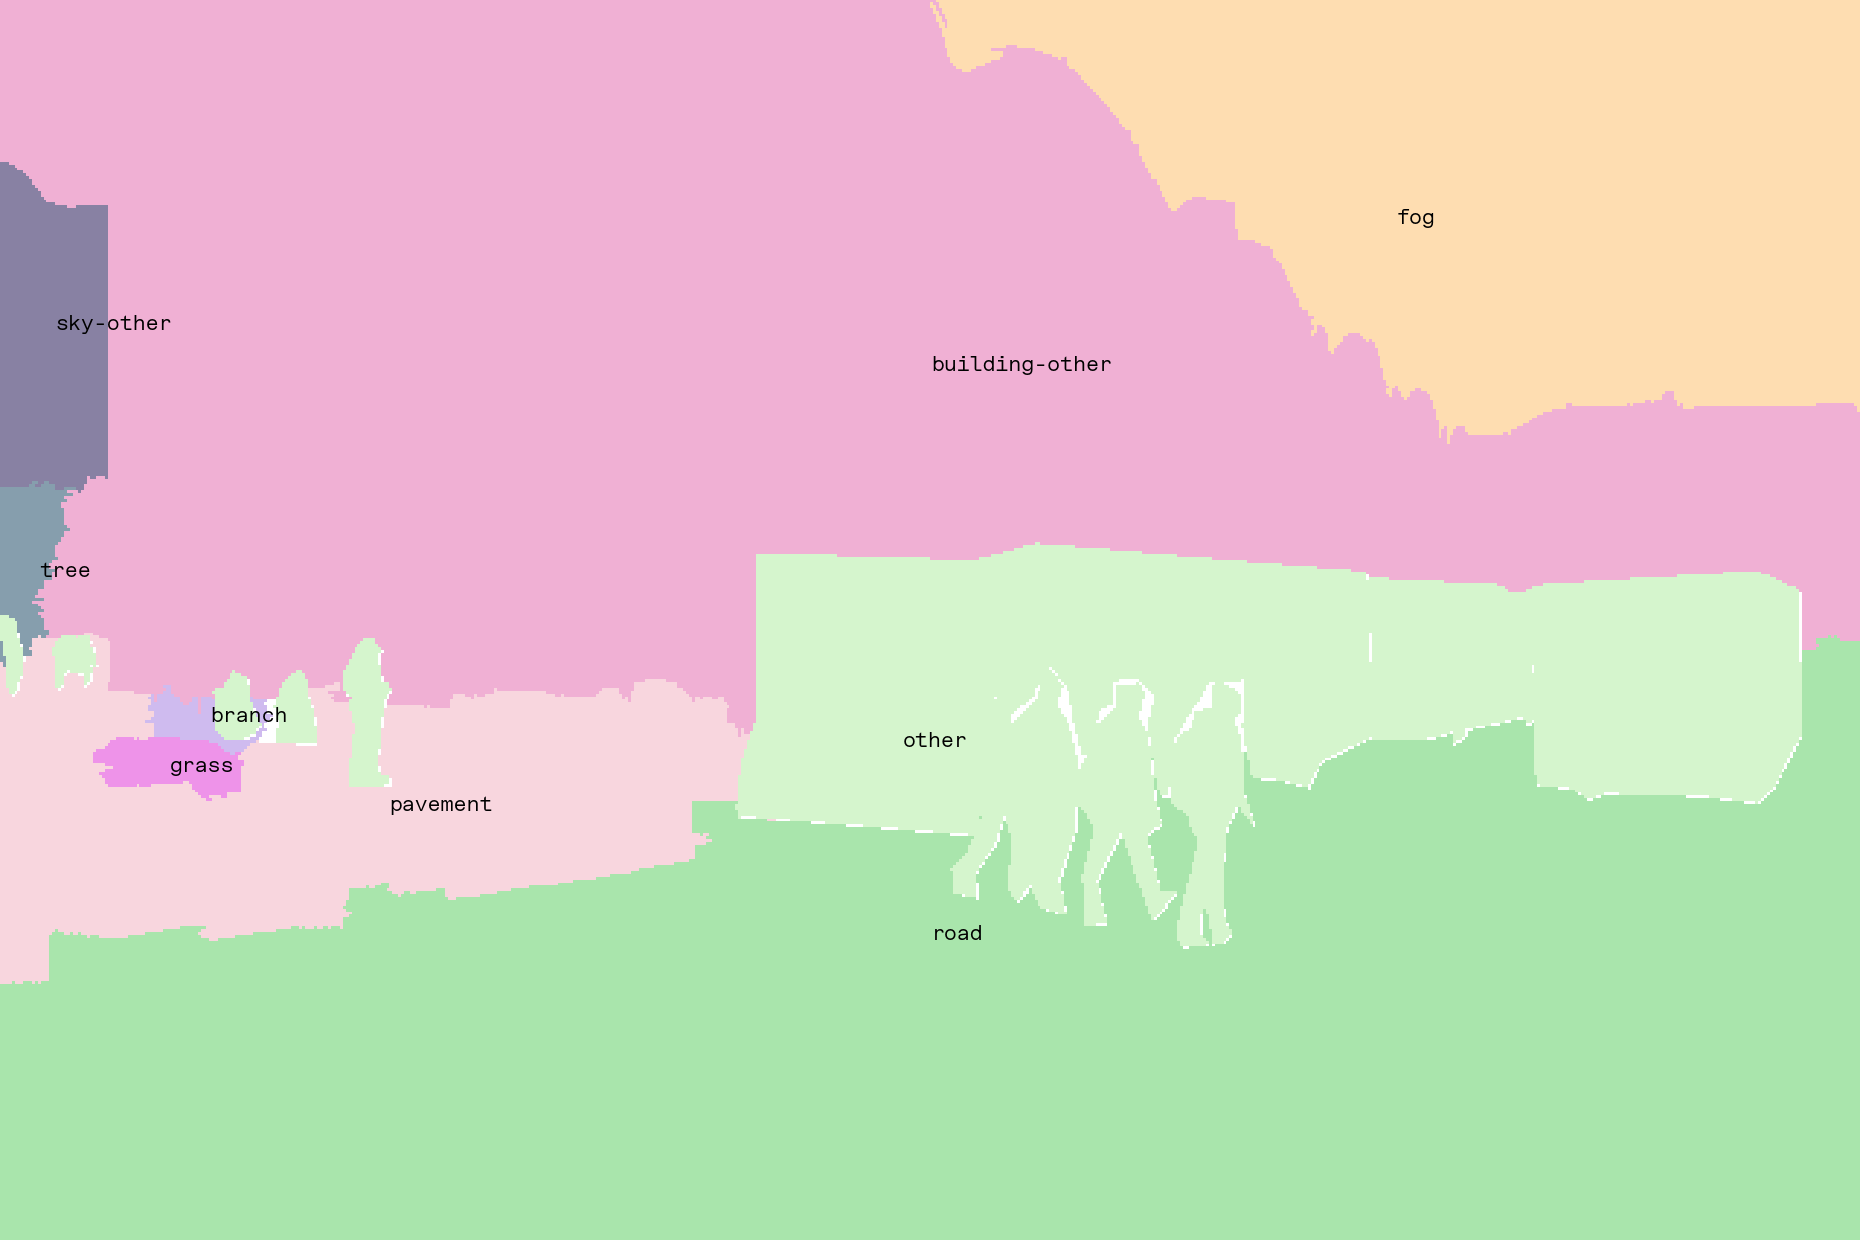 fog
sky-other
building-other
tree
branch
other
grass
pavement
road